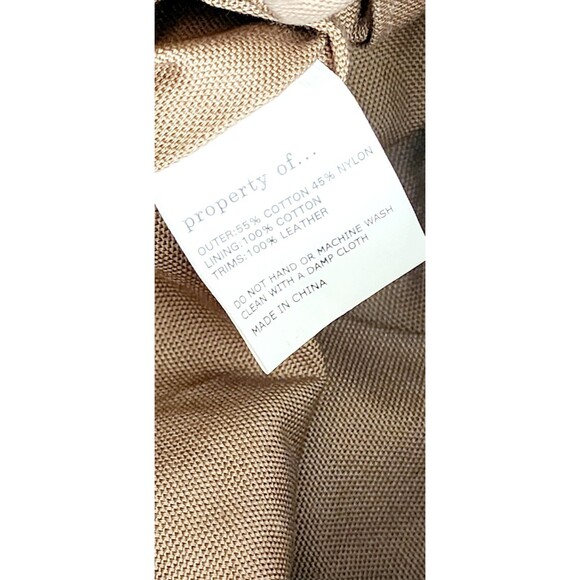 property of...
OUTER:55% COTTON 45% NYLON
LINING:100% COTTON
TRIMS:100% LEATHER
DO NOT HAND OR MACHINE WASH
CLEAN WITH A DAMP CLOTH
MADE IN CHINA